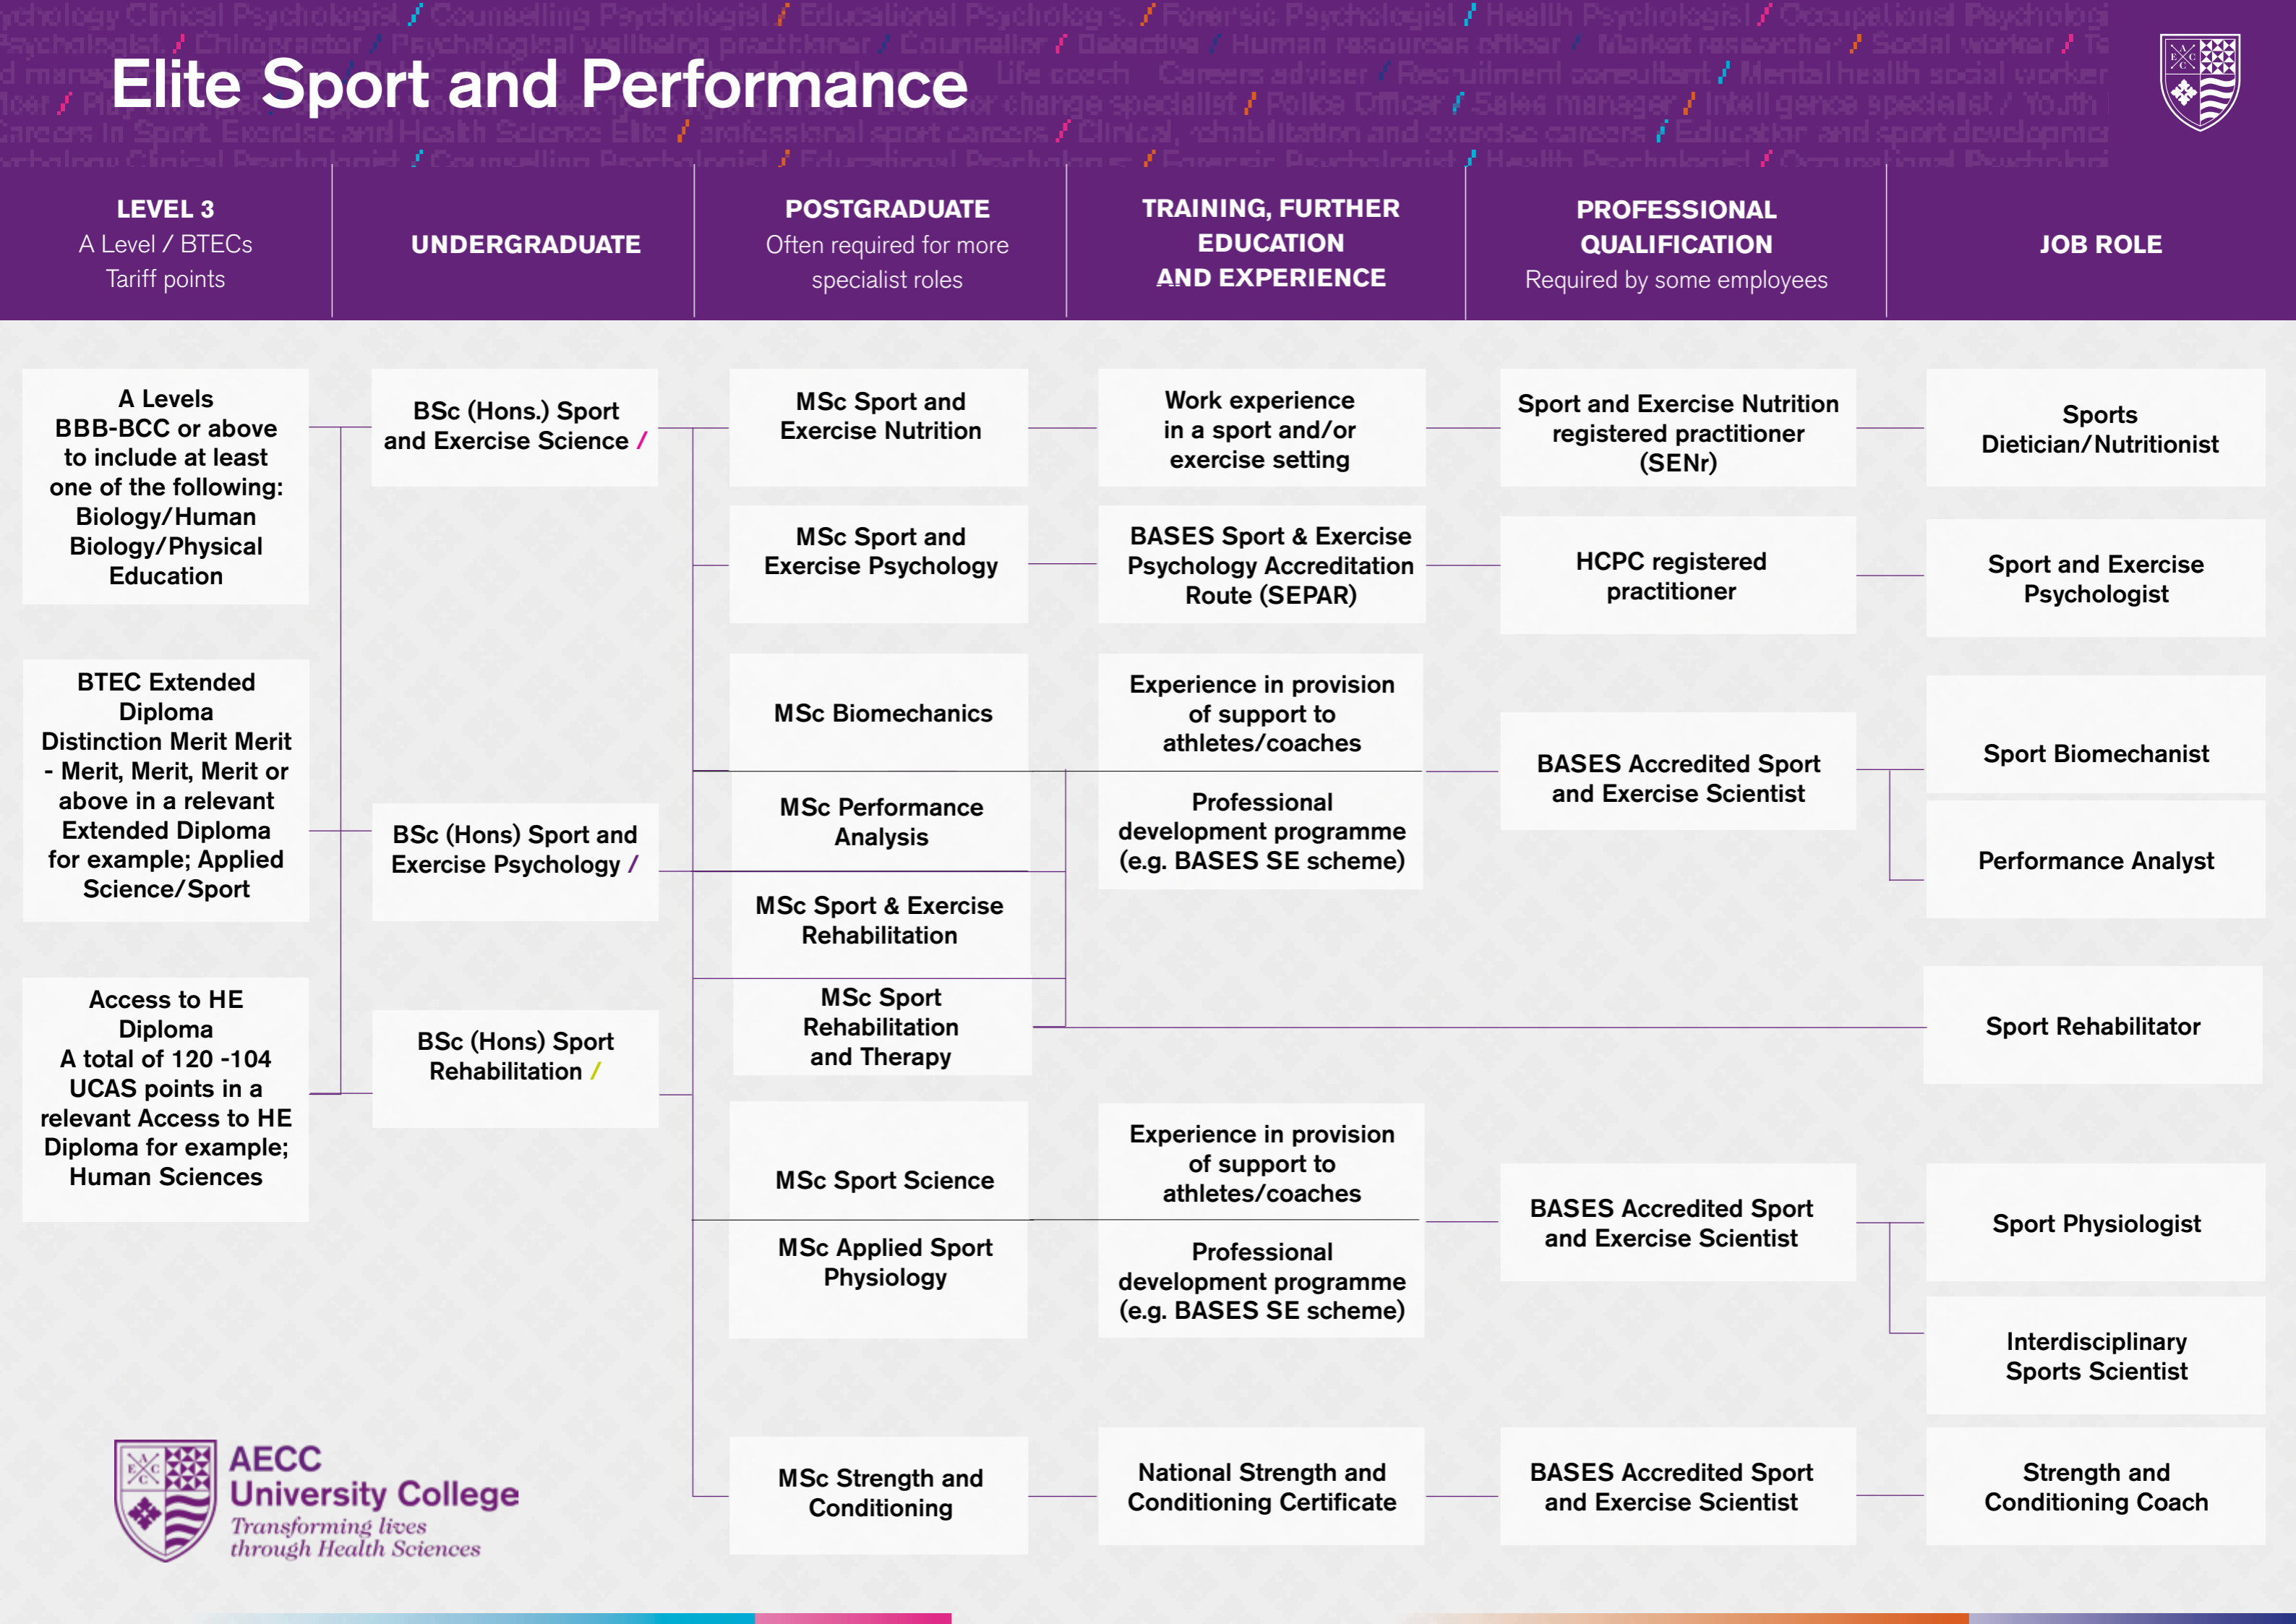 Elite Sport and Performance
LEVEL 3
A Level / BTECs
Tariff points
UNDERGRADUATE
POSTGRADUATE
Often required for more
specialist roles
TRAINING, FURTHER
EDUCATION
AND EXPERIENCE
PROFESSIONAL
QUALIFICATION
Required by some employees
JOB ROLE
A Levels
BBB-BCC or above
to include at least
one of the following:
Biology/Human
Biology/Physical
Education
BTEC Extended
Diploma
Distinction Merit Merit
- Merit, Merit, Merit or
above in a relevant
Extended Diploma
for example; Applied
Science/Sport
Access to HE
Diploma
A total of 120 -104
UCAS points in a
relevant Access to HE
Diploma for example;
Human Sciences
BSc (Hons.) Sport
and Exercise Science /
BSc (Hons) Sport and
Exercise Psychology /
BSc (Hons) Sport
Rehabilitation /
MSc Sport and
Exercise Nutrition
MSc Sport and
Exercise Psychology
MSc Biomechanics
MSc Performance
Analysis
MSc Sport & Exercise
Rehabilitation
MSc Sport
Rehabilitation
and Therapy
MSc Sport Science
MSc Applied Sport
Physiology
MSc Strength and
Conditioning
Work experience
in a sport and/or
exercise setting
BASES Sport & Exercise
Psychology Accreditation
Route (SEPAR)
Experience in provision
of support to
athletes/coaches
Professional
development programme
(e.g. BASES SE scheme)
Experience in provision
of support to
athletes/coaches
Professional
development programme
(e.g. BASES SE scheme)
National Strength and
Conditioning Certificate
Sport and Exercise Nutrition
registered practitioner
(SENr)
HCPC registered
practitioner
BASES Accredited Sport
and Exercise Scientist
BASES Accredited Sport
and Exercise Scientist
BASES Accredited Sport
and Exercise Scientist
Sports
Dietician/Nutritionist
Sport and Exercise
Psychologist
Sport Biomechanist
Performance Analyst
Sport Rehabilitator
Sport Physiologist
Interdisciplinary
Sports Scientist
Strength and
Conditioning Coach
AECC
University College
Transforming lives
through Health Sciences